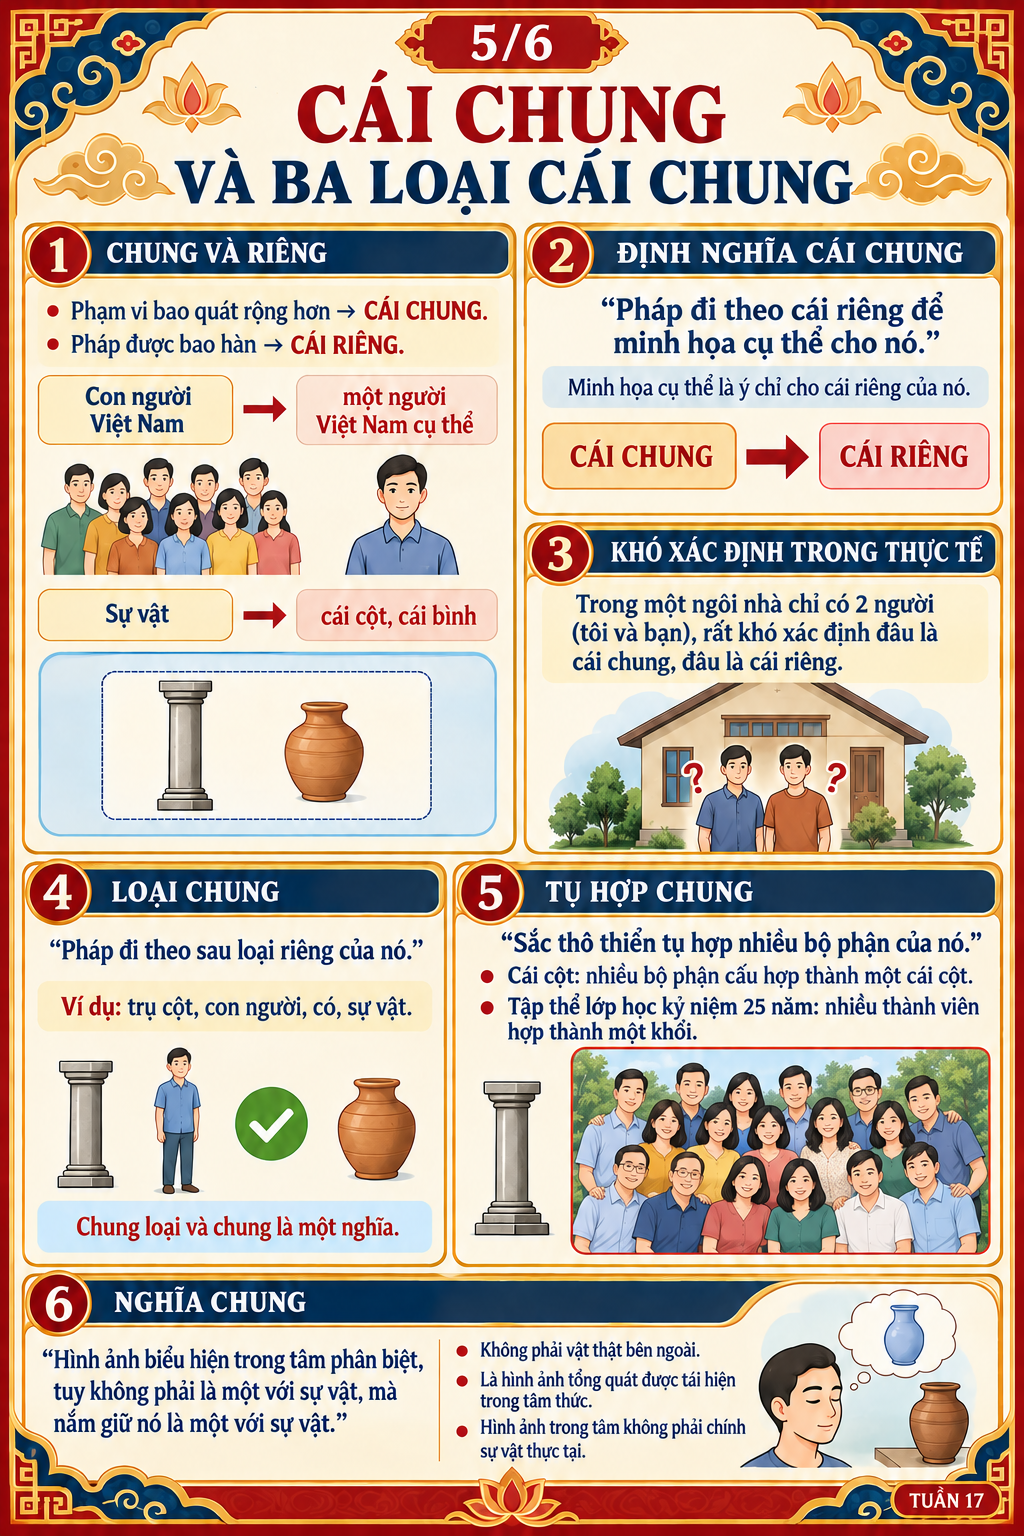 5/6
CÁI CHUNG
VÀ BA LOẠI CÁI CHUNG
1 CHUNG VÀ RIÊNG
• Phạm vi bao quát rộng hơn → CÁI CHUNG.
• Pháp được bao hàn → CÁI RIÊNG.
Con người
Việt Nam
một người
Việt Nam cụ thể
Sự vật
cái cột, cái bình
2 ĐỊNH NGHĨA CÁI CHUNG
“Pháp đi theo cái riêng để
minh họa cụ thể cho nó.”
Minh họa cụ thể là ý chỉ cho cái riêng của nó.
CÁI CHUNG
CÁI RIÊNG
3 KHÓ XÁC ĐỊNH TRONG THỰC TẾ
Trong một ngôi nhà chỉ có 2 người
(tôi và bạn), rất khó xác định đâu là
cái chung, đâu là cái riêng.
? ?
4 LOẠI CHUNG
“Pháp đi theo sau loại riêng của nó.”
Ví dụ: trụ cột, con người, có, sự vật.
Chung loại và chung là một nghĩa.
5 TỤ HỢP CHUNG
“Sắc thô thiển tụ hợp nhiều bộ phận của nó.”
• Cái cột: nhiều bộ phận cấu hợp thành một cái cột.
• Tập thể lớp học kỷ niệm 25 năm: nhiều thành viên
hợp thành một khối.
6 NGHĨA CHUNG
“Hình ảnh biểu hiện trong tâm phân biệt,
tuy không phải là một với sự vật, mà
nắm giữ nó là một với sự vật.”
• Không phải vật thật bên ngoài.
• Là hình ảnh tổng quát được tái hiện
trong tâm thức.
• Hình ảnh trong tâm không phải chính
sự vật thực tại.
TUẦN 17